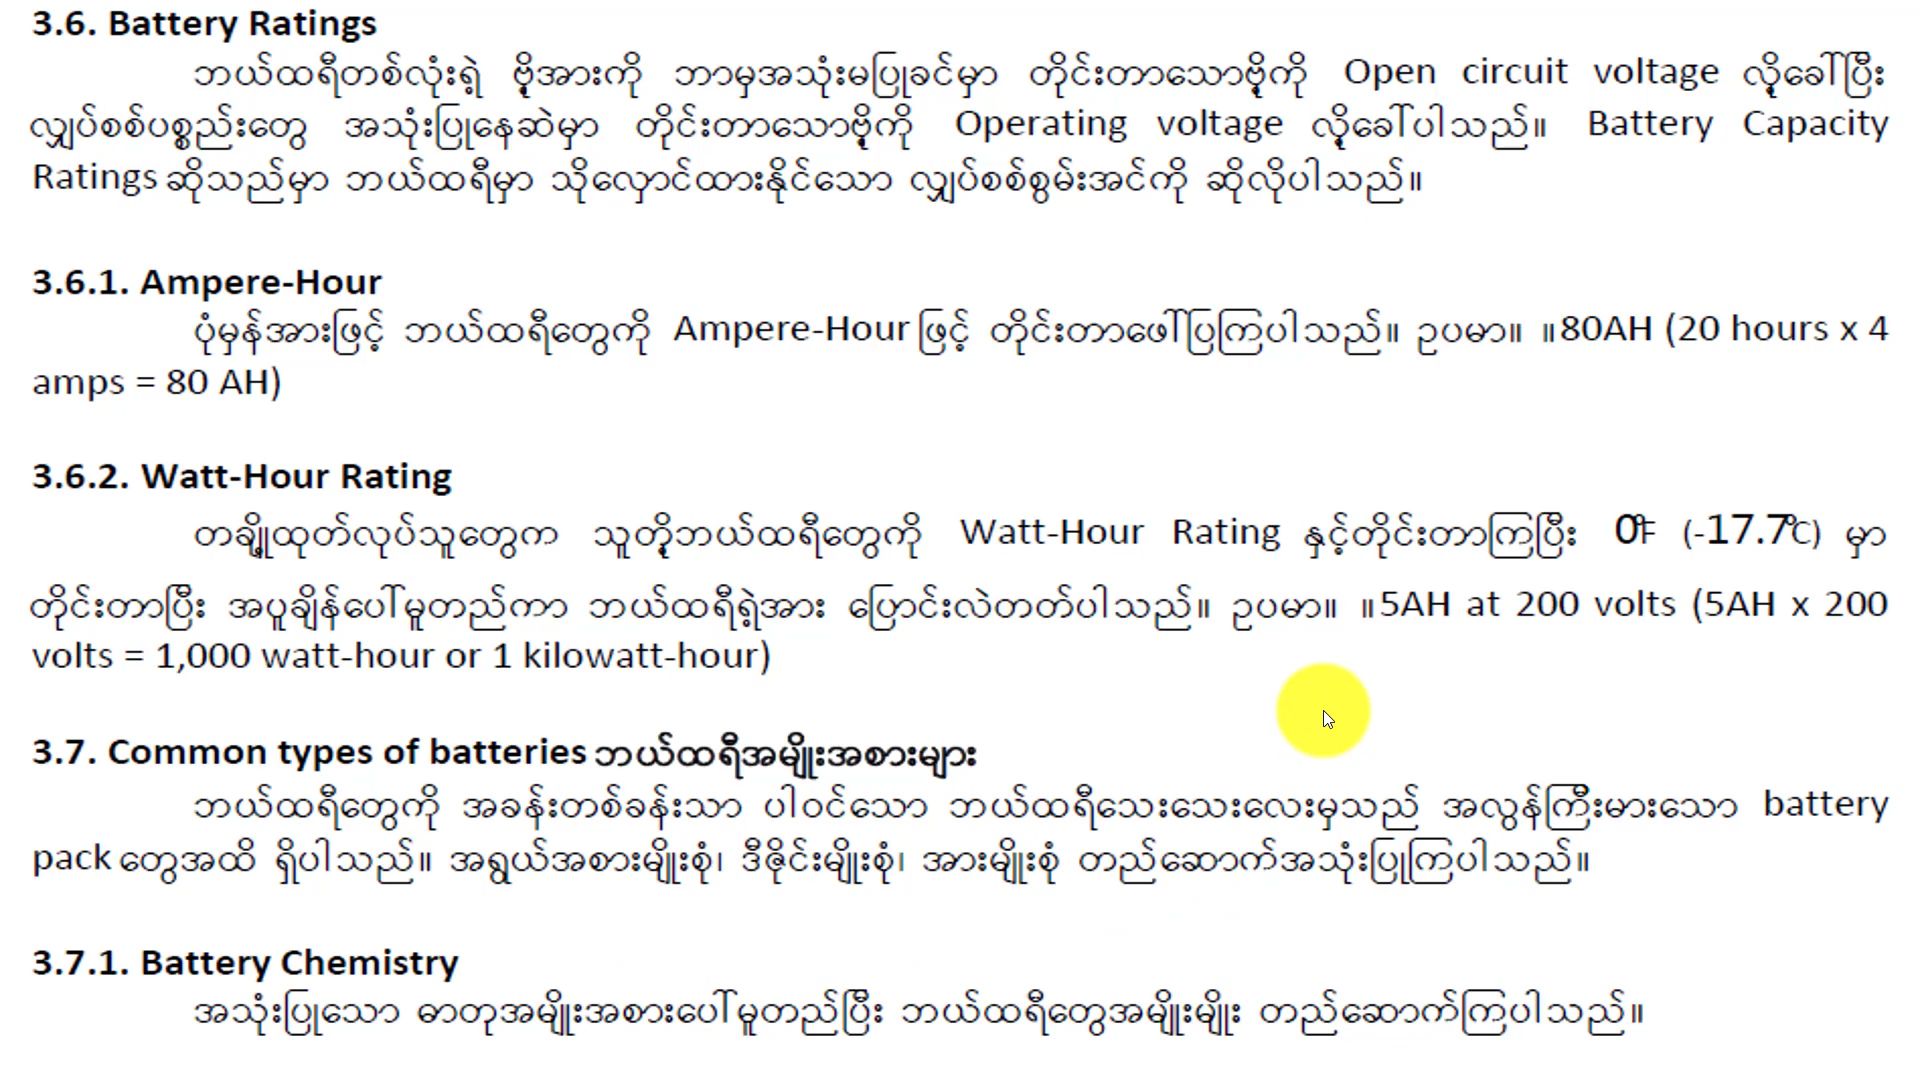 3.6. Battery Ratings
ဘယ်ထရီတစ်လုံးရဲ့ ဗို့အားကို ဘာမှအသုံးမပြုခင်မှာ တိုင်းတာသောဗို့ကို Open circuit voltage လို့ခေါ်ပြီး
လျှပ်စစ်ပစ္စည်းတွေ အသုံးပြုနေဆဲမှာ တိုင်းတာသောဗို့ကို Operating voltage လို့ခေါ်ပါသည်။ Battery Capacity
Ratings ဆိုသည်မှာ ဘယ်ထရီမှာ သိုလှောင်ထားနိုင်သော လျှပ်စစ်စွမ်းအင်ကို ဆိုလိုပါသည်။
3.6.1. Ampere-Hour
ပုံမှန်အားဖြင့် ဘယ်ထရီတွေကို Ampere-Hour ဖြင့် တိုင်းတာဖေါ်ပြကြပါသည်။ ဥပမာ။ ။80AH (20 hours x 4
amps = 80 AH)
3.6.2. Watt-Hour Rating
တချို့ထုတ်လုပ်သူတွေက သူတို့ဘယ်ထရီတွေကို Watt-Hour Rating နှင့်တိုင်းတာကြပြီး 0°F (-17.7°C) မှာ
တိုင်းတာပြီး အပူချိန်ပေါ်မူတည်ကာ ဘယ်ထရီရဲ့အား ပြောင်းလဲတတ်ပါသည်။ ဥပမာ။ ။5AH at 200 volts (5AH x 200
volts = 1,000 watt-hour or 1 kilowatt-hour)
3.7. Common types of batteries ဘယ်ထရီအမျိုးအစားများ
ဘယ်ထရီတွေကို အခန်းတစ်ခန်းသာ ပါဝင်သော ဘယ်ထရီသေးသေးလေးမှသည် အလွန်ကြီးမားသော battery
pack တွေအထိ ရှိပါသည်။ အရွယ်အစားမျိုးစုံ၊ ဒီဇိုင်းမျိုးစုံ၊ အားမျိုးစုံ တည်ဆောက်အသုံးပြုကြပါသည်။
3.7.1. Battery Chemistry
အသုံးပြုသော ဓာတုအမျိုးအစားပေါ်မူတည်ပြီး ဘယ်ထရီတွေအမျိုးမျိုး တည်ဆောက်ကြပါသည်။